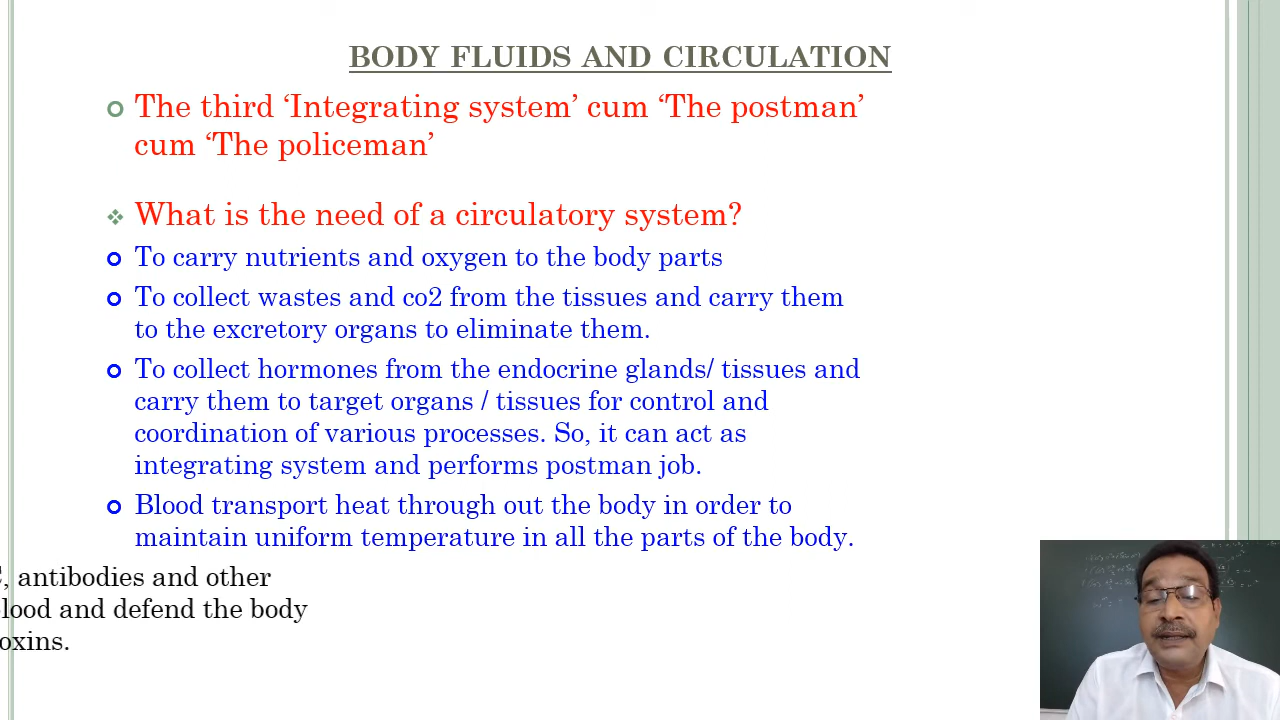 BODY FLUIDS AND CIRCULATION
The third ‘Integrating system’ cum ‘The postman’
cum ‘The policeman’
What is the need of a circulatory system?
To carry nutrients and oxygen to the body parts
To collect wastes and co2 from the tissues and carry them
to the excretory organs to eliminate them.
To collect hormones from the endocrine glands/ tissues and
carry them to target organs / tissues for control and
coordination of various processes. So, it can act as
integrating system and performs postman job.
Blood transport heat through out the body in order to
maintain uniform temperature in all the parts of the body.
, antibodies and other
and defend the body